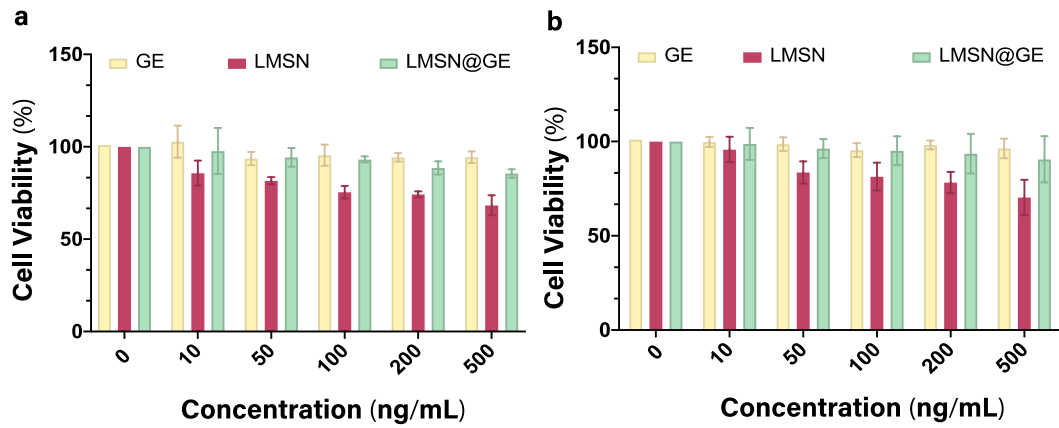 a
150
GE LMSN LMSN@GE
100
50
0
Cell Viability (%)
0 10 50 100 200 500
Concentration (ng/mL)
b
150
GE LMSN LMSN@GE
100
50
0
Cell Viability (%)
0 10 50 100 200 500
Concentration (ng/mL)